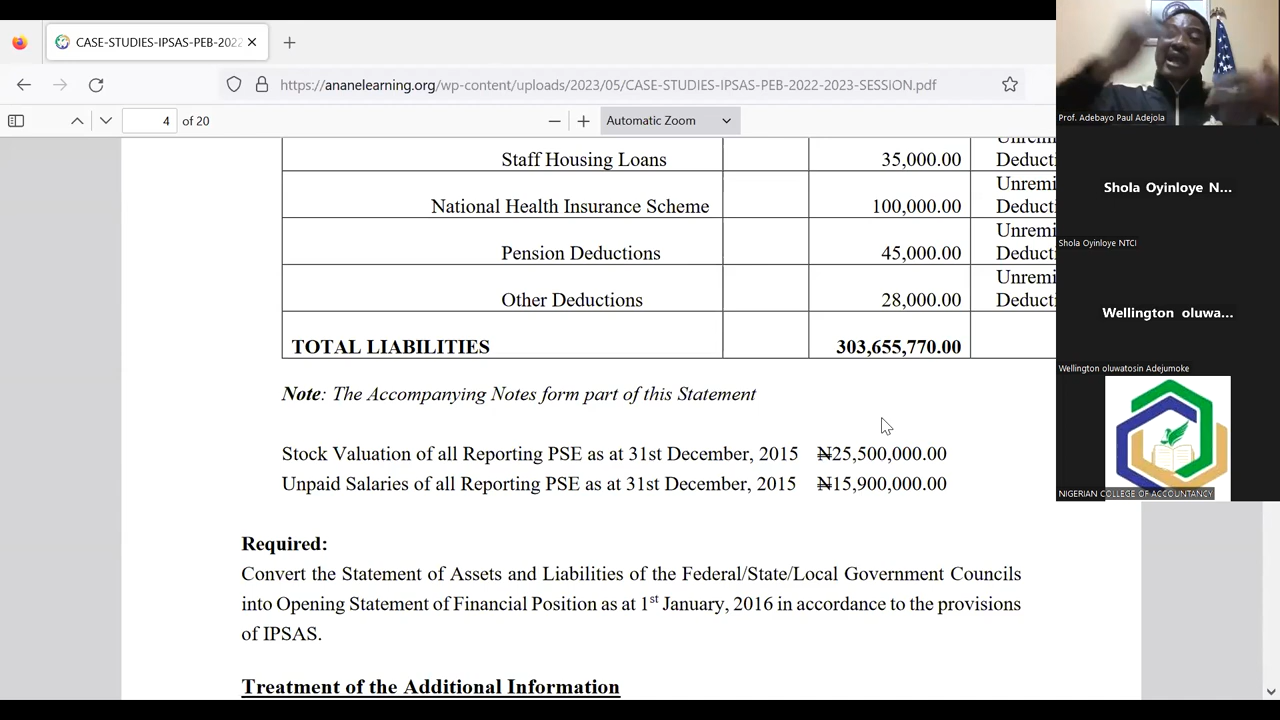 CASE-STUDIES-IPSAS-PEB-2022
https://ananelearning.org/wp-content/uploads/2023/05/CASE-STUDIES-IPSAS-PEB-2022-2023-SESSION.pdf
4 of 20
Automatic Zoom
Staff Housing Loans 35,000.00 Deducti
Unremi
National Health Insurance Scheme 100,000.00 Deducti
Unremi
Pension Deductions 45,000.00 Deducti
Unremi
Other Deductions 28,000.00 Deducti
TOTAL LIABILITIES 303,655,770.00
Note: The Accompanying Notes form part of this Statement
Stock Valuation of all Reporting PSE as at 31st December, 2015 ₦25,500,000.00
Unpaid Salaries of all Reporting PSE as at 31st December, 2015 ₦15,900,000.00
Required:
Convert the Statement of Assets and Liabilities of the Federal/State/Local Government Councils
into Opening Statement of Financial Position as at 1st January, 2016 in accordance to the provisions
of IPSAS.
Treatment of the Additional Information
Prof. Adebayo Paul Adejola
Shola Oyinloye N...
Shola Oyinloye NTCI
Wellington oluwa...
Wellington oluwatosin Adejumoke
NIGERIAN COLLEGE OF ACCOUNTANCY